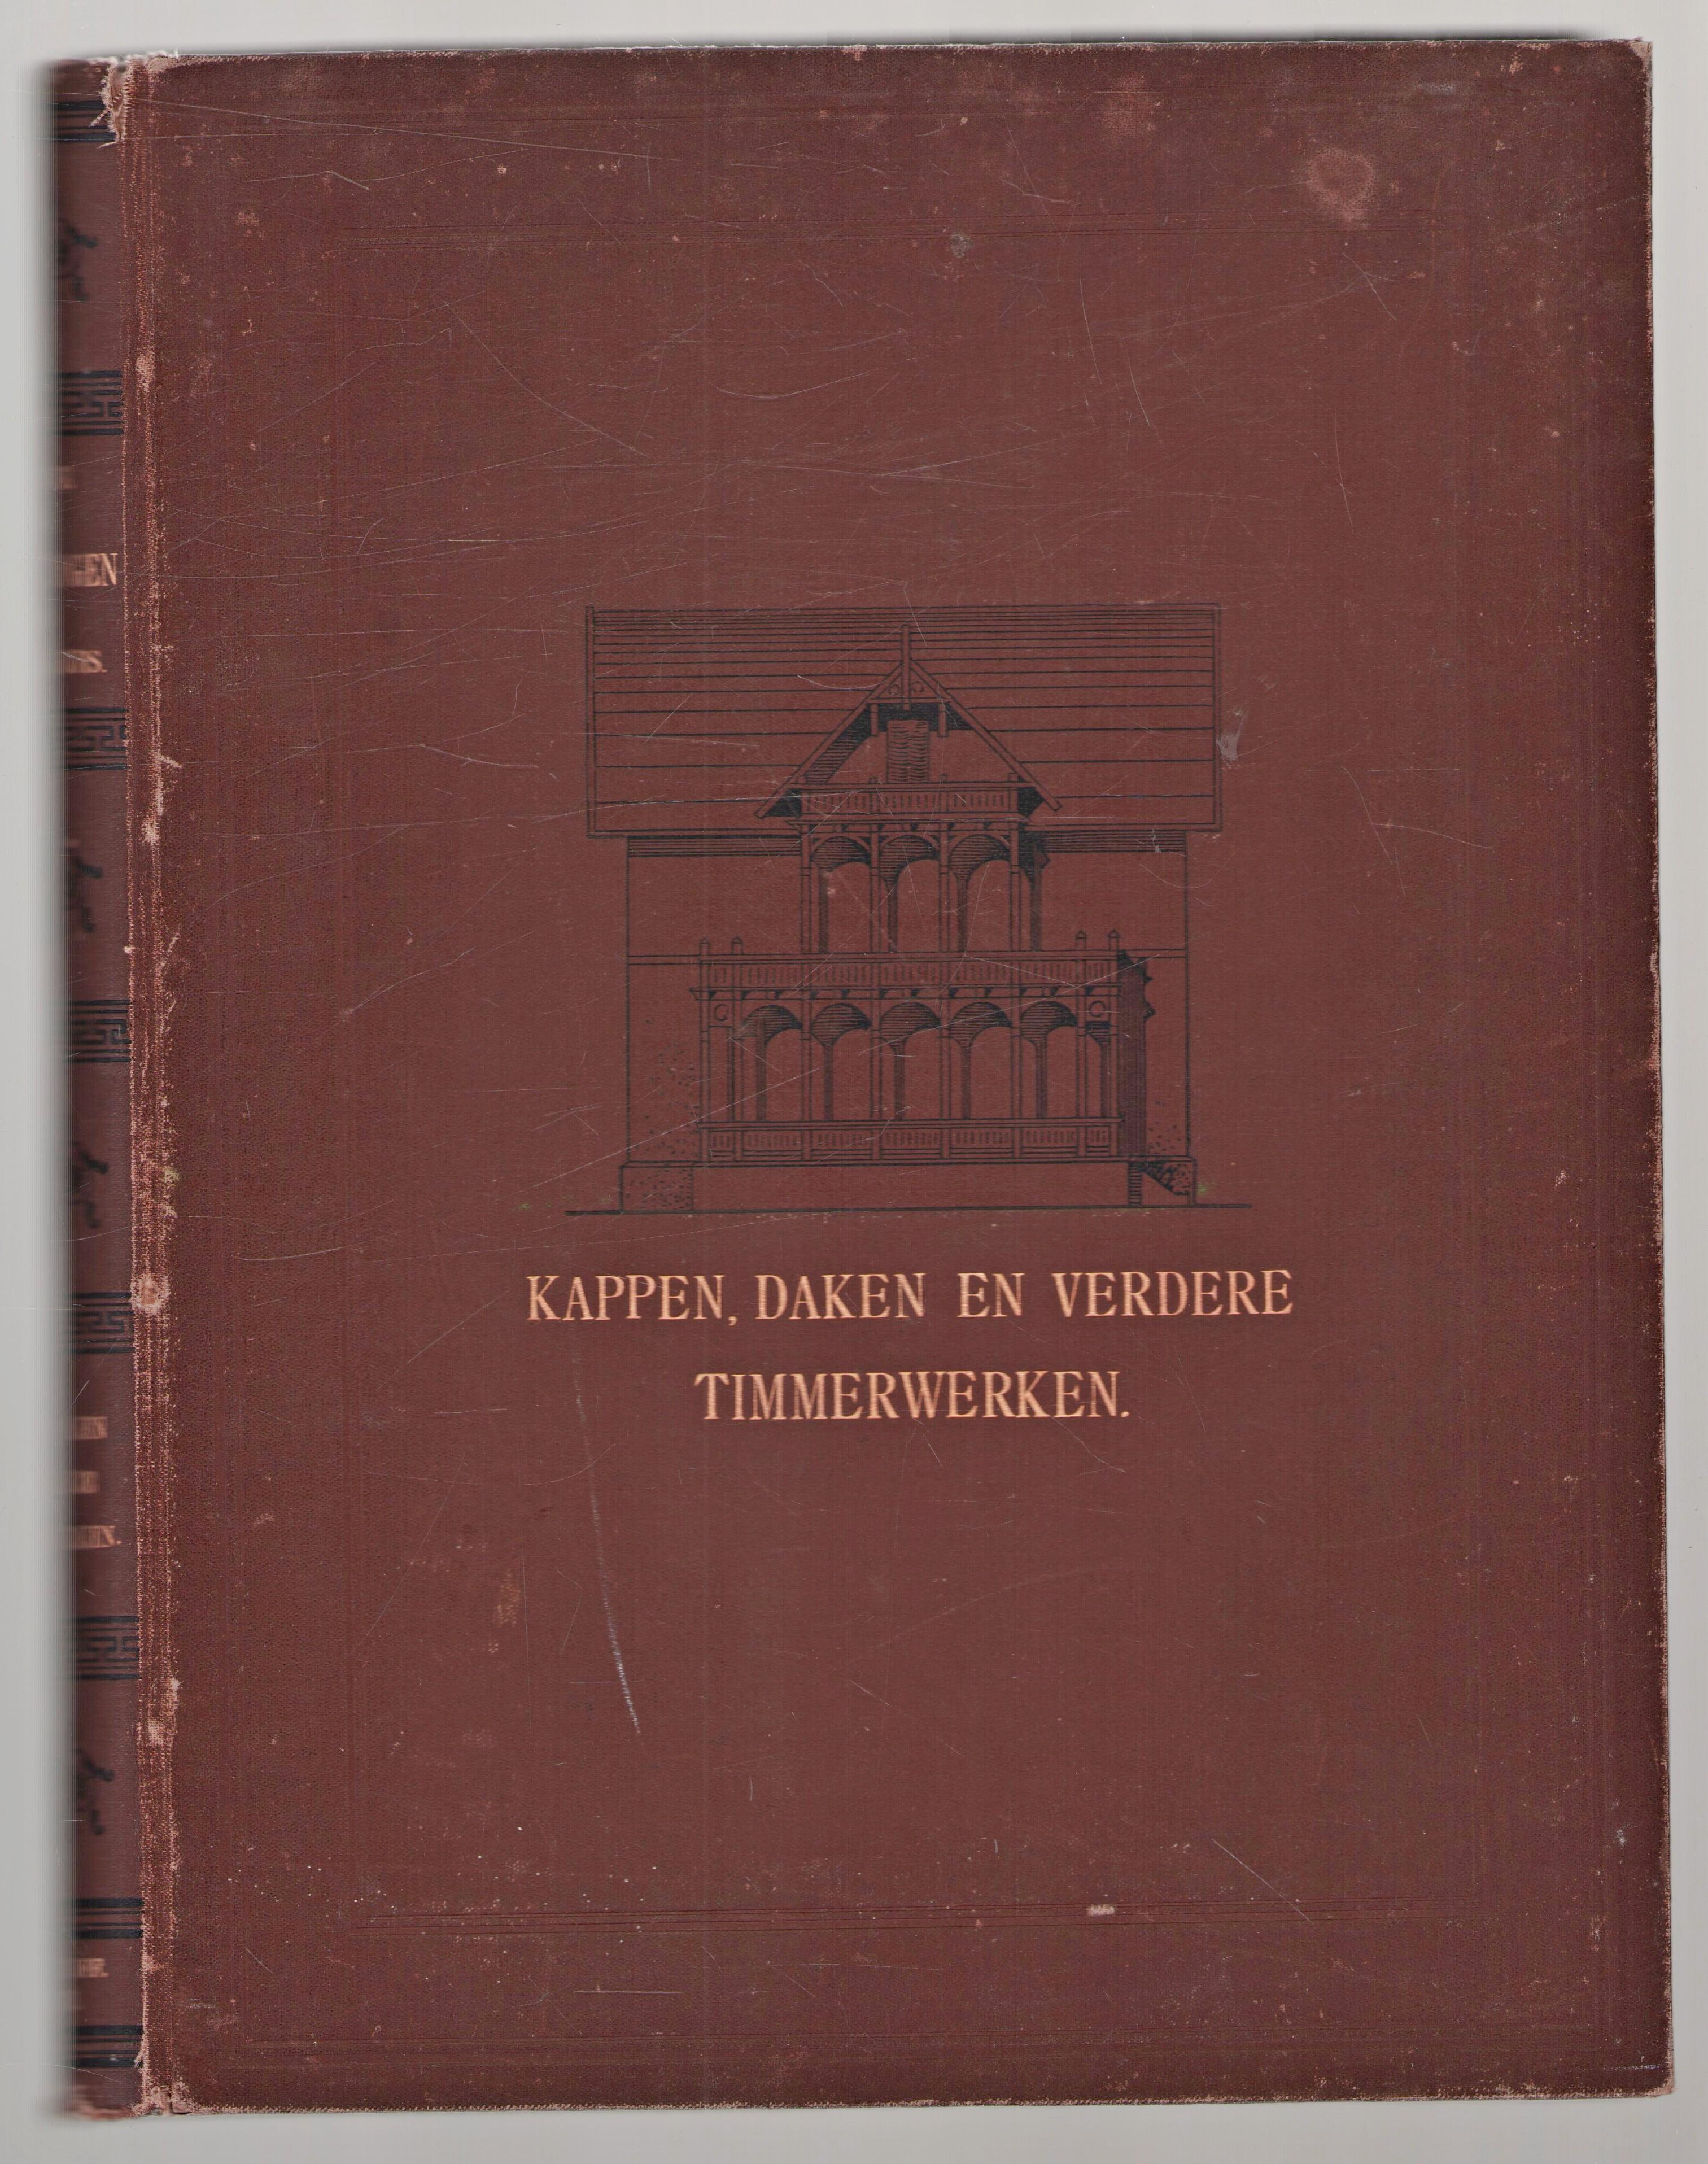 KAPPEN, DAKEN EN VERDERE
TIMMERWERKEN.